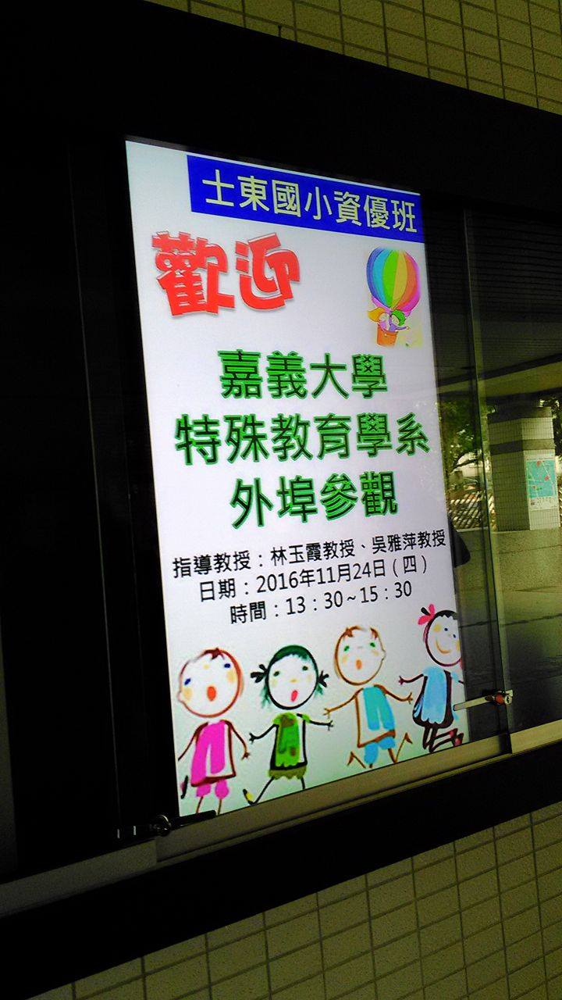 士東國小資優班
歡迎
嘉義大學
特殊教育學系
外埠參觀
指導教授：林玉霞教授、吳雅萍教授
日期：2016年11月24日（四）
時間：13：30～15：30